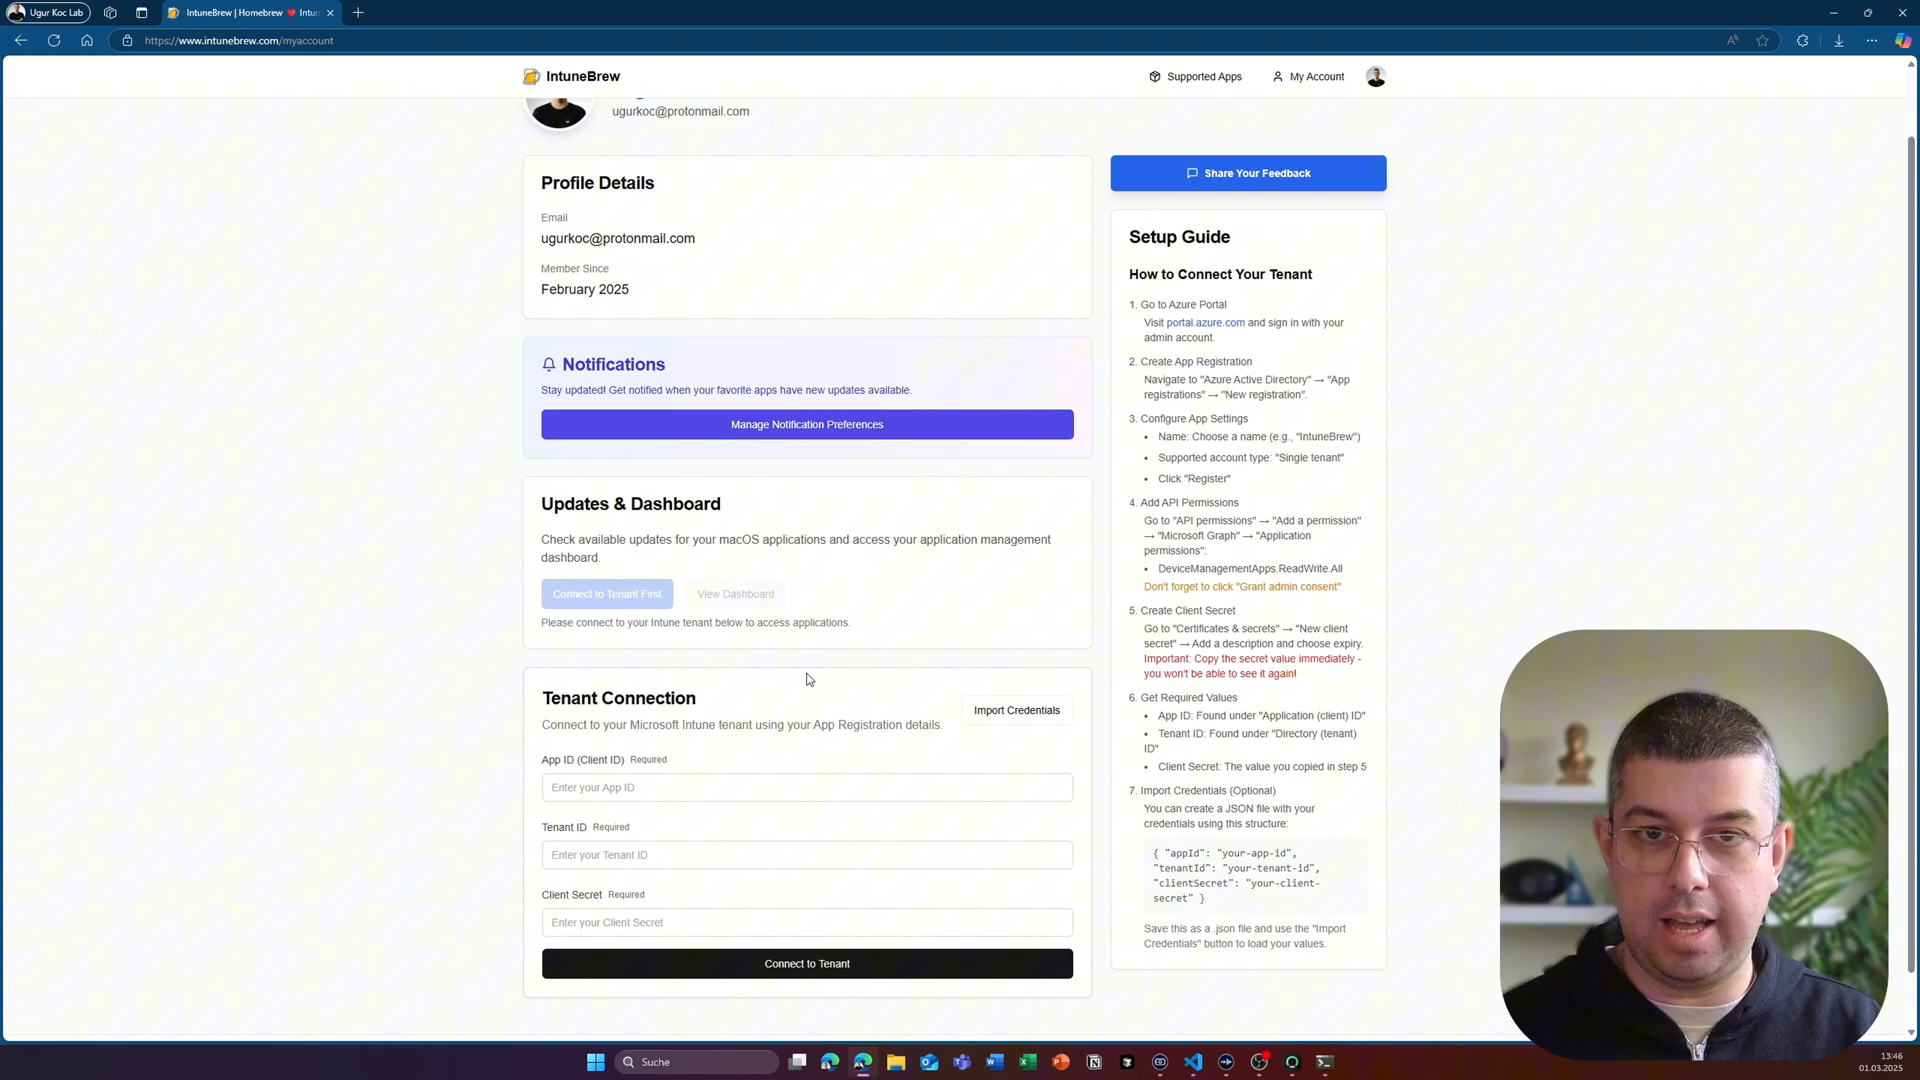 Ugur Koc Lab
IntuneBrew | Homebrew ❤️ Intun
https://www.intunebrew.com/myaccount
IntuneBrew
Supported Apps
My Account
ugurkoc@protonmail.com
Profile Details
Email
ugurkoc@protonmail.com
Member Since
February 2025
Notifications
Stay updated! Get notified when your favorite apps have new updates available.
Manage Notification Preferences
Updates & Dashboard
Check available updates for your macOS applications and access your application management
dashboard.
Connect to Tenant First
View Dashboard
Please connect to your Intune tenant below to access applications.
Tenant Connection
Connect to your Microsoft Intune tenant using your App Registration details.
Import Credentials
App ID (Client ID) Required
Enter your App ID
Tenant ID Required
Enter your Tenant ID
Client Secret Required
Enter your Client Secret
Connect to Tenant
Share Your Feedback
Setup Guide
How to Connect Your Tenant
1. Go to Azure Portal
Visit portal.azure.com and sign in with your
admin account.
2. Create App Registration
Navigate to "Azure Active Directory" → "App
registrations" → "New registration".
3. Configure App Settings
• Name: Choose a name (e.g., "IntuneBrew")
• Supported account type: "Single tenant"
• Click "Register"
4. Add API Permissions
Go to "API permissions" → "Add a permission"
→ "Microsoft Graph" → "Application
permissions":
• DeviceManagementApps.ReadWrite.All
Don't forget to click "Grant admin consent"
5. Create Client Secret
Go to "Certificates & secrets" → "New client
secret" → Add a description and choose expiry.
Important: Copy the secret value immediately -
you won't be able to see it again!
6. Get Required Values
• App ID: Found under "Application (client) ID"
• Tenant ID: Found under "Directory (tenant)
ID"
• Client Secret: The value you copied in step 5
7. Import Credentials (Optional)
You can create a JSON file with your
credentials using this structure:
{ "appId": "your-app-id",
"tenantId": "your-tenant-id",
"clientSecret": "your-client-
secret" }
Save this as a .json file and use the "Import
Credentials" button to load your values.
Suche
13:46
01.03.2025